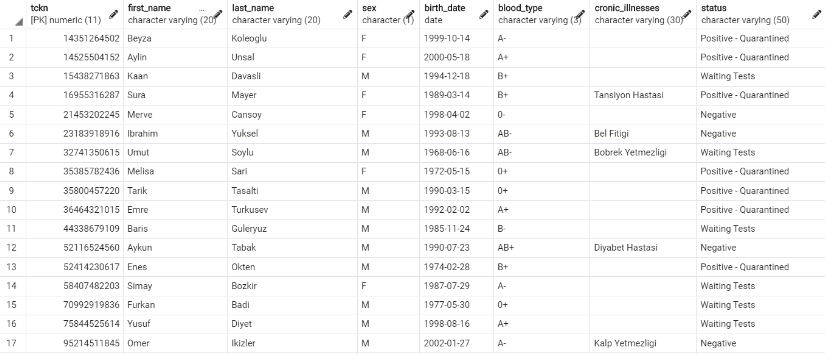 tckn first_name ... last_name sex birth_date blood_type cronic_illnesses status
[PK] numeric (11) character varying (20) character varying (20) character (1) date character varying (3) character varying (30) character varying (50)
1 14351264502 Beyza Koleoglu F 1999-10-14 A- Positive - Quarantined
2 14525504152 Aylin Unsal F 2000-05-18 A+ Positive - Quarantined
3 15438271863 Kaan Davasli M 1994-12-18 B+ Waiting Tests
4 16955316287 Sura Mayer F 1989-03-14 B+ Tansiyon Hastasi Positive - Quarantined
5 21453202245 Merve Cansoy F 1998-04-02 0- Negative
6 23183918916 Ibrahim Yuksel M 1993-08-13 AB- Bel Fitigi Negative
7 32741350615 Umut Soylu M 1968-06-16 AB- Bobrek Yetmezligi Waiting Tests
8 35385782436 Melisa Sari F 1972-05-15 0+ Positive - Quarantined
9 35800457220 Tarik Tasalti M 1990-03-15 0+ Positive - Quarantined
10 36464321015 Emre Turkusev M 1992-02-02 A+ Positive - Quarantined
11 44338679109 Baris Guleryuz M 1985-11-24 B- Waiting Tests
12 52116524560 Aykun Tabak M 1990-07-23 AB+ Diyabet Hastasi Negative
13 52414230617 Enes Okten M 1974-02-28 B+ Positive - Quarantined
14 58407482203 Simay Bozkir F 1987-07-29 A- Waiting Tests
15 70992919836 Furkan Badi M 1977-05-30 0+ Waiting Tests
16 75844525614 Yusuf Diyet M 1998-08-16 A+ Waiting Tests
17 95214511845 Omer Ikizler M 2002-01-27 A- Kalp Yetmezligi Negative